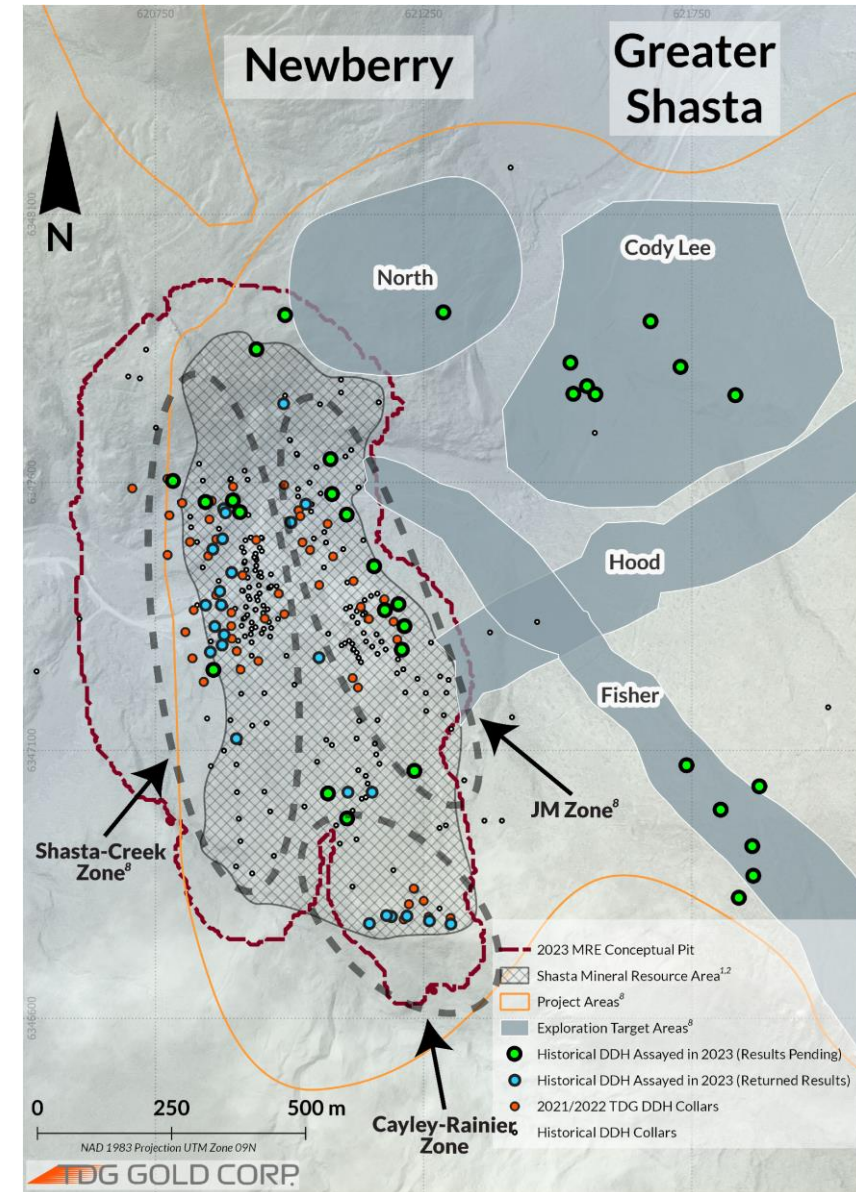 620750
621250
621750
Newberry
Greater
Shasta
6348100
N
North
Cody Lee
Hood
Fisher
6347100
JM Zone8
Shasta-Creek
Zone8
2023 MRE Conceptual Pit
Shasta Mineral Resource Area1,2
Project Areas8
6346600
Exploration Target Areas8
Historical DDH Assayed in 2023 (Results Pending)
Historical DDH Assayed in 2023 (Returned Results)
2021/2022 TDG DDH Collars
Historical DDH Collars
0 250 500 m
Cayley-Rainier
Zone
NAD 1983 Projection UTM Zone 09N
TDG GOLD CORP.